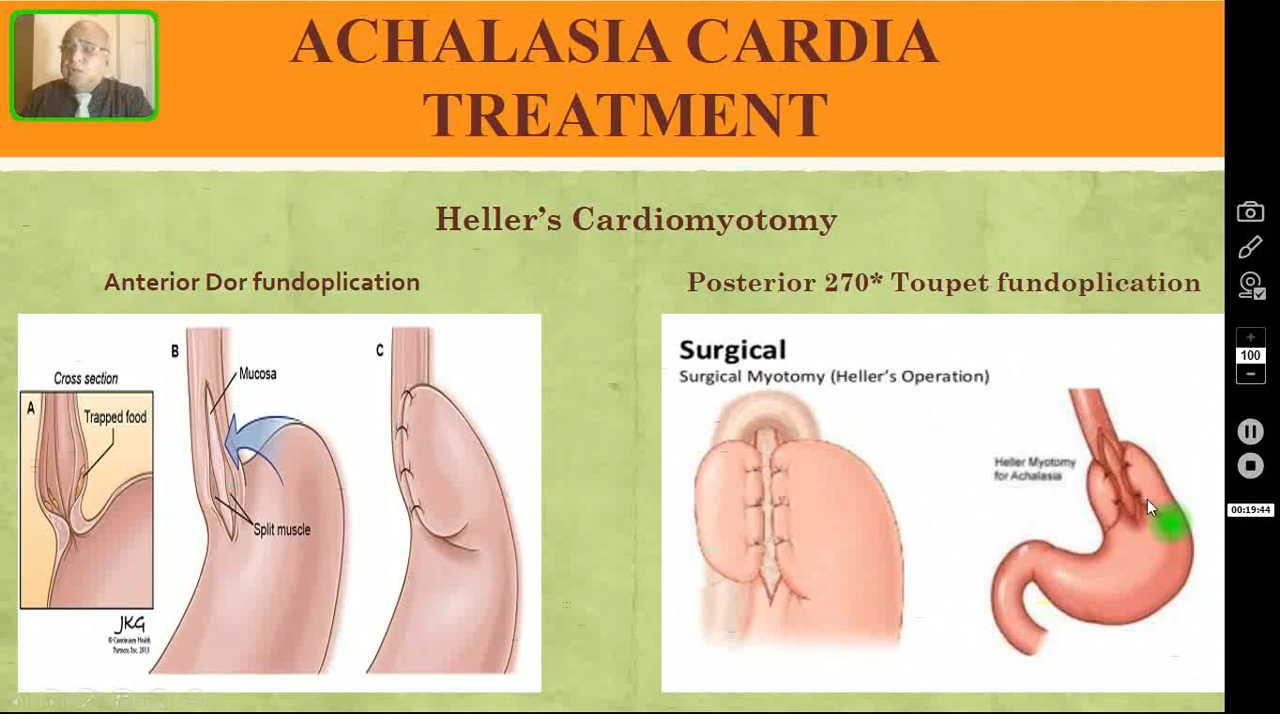 ACHALASIA CARDIA
TREATMENT
Heller's Cardiomyotomy
Anterior Dor fundoplication
Posterior 270* Toupet fundoplication
Cross section
A
Trapped food
JKG
© Continuum Health
Partners, Inc. 2013
B
Mucosa
Split muscle
C
Surgical
Surgical Myotomy (Heller's Operation)
Heller Myotomy
for Achalasia
100
00:19:44